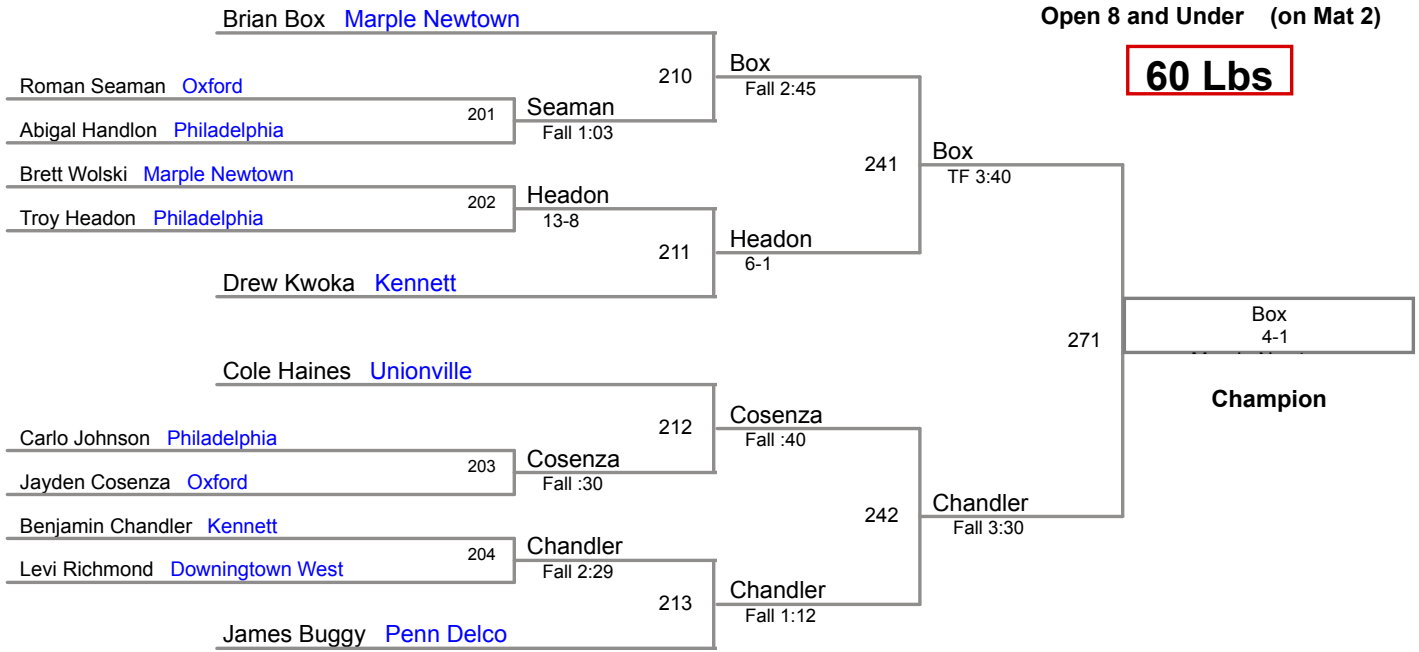 Brian Box Marple Newtown
Open 8 and Under (on Mat 2)
60 Lbs
210
Box
Fall 2:45
Roman Seaman Oxford
201
Seaman
Fall 1:03
Abigal Handlon Philadelphia
241
Box
TF 3:40
Brett Wolski Marple Newtown
202
Headon
13-8
Troy Headon Philadelphia
211
Headon
6-1
Drew Kwoka Kennett
271
Box
4-1
Champion
Cole Haines Unionville
212
Cosenza
Fall :40
Carlo Johnson Philadelphia
203
Cosenza
Fall :30
Jayden Cosenza Oxford
242
Chandler
Fall 3:30
Benjamin Chandler Kennett
204
Chandler
Fall 2:29
Levi Richmond Downingtown West
213
Chandler
Fall 1:12
James Buggy Penn Delco